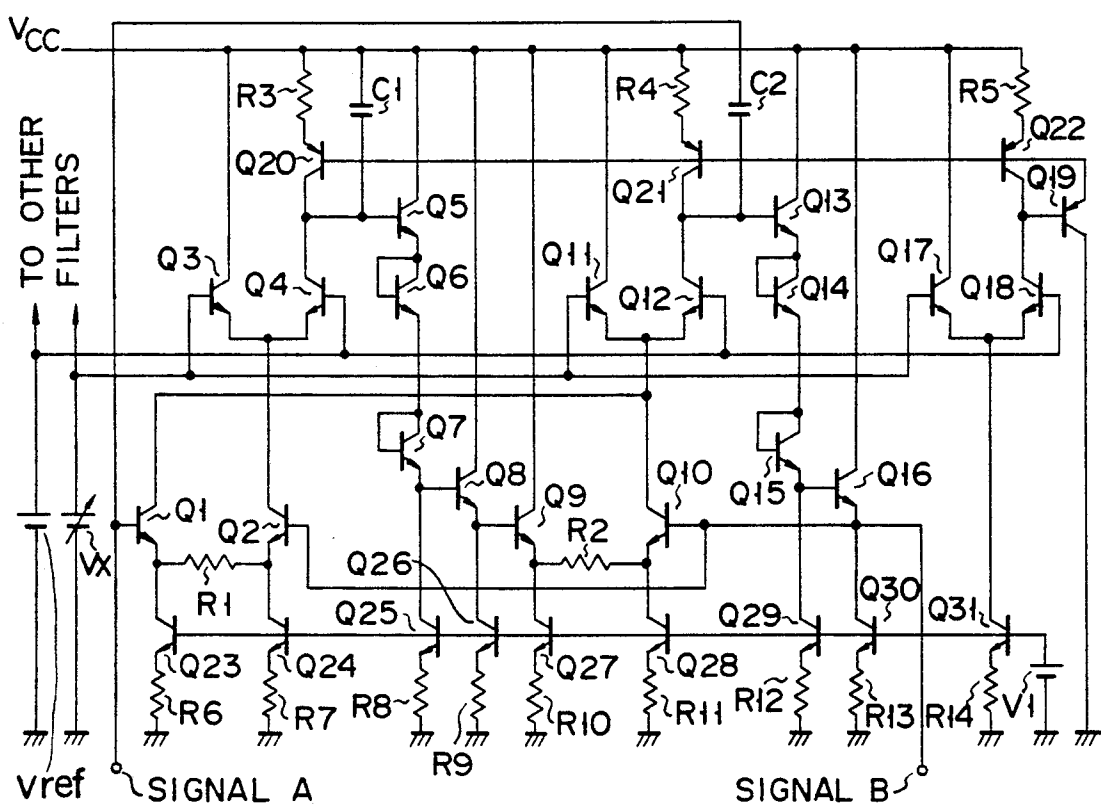 VCC
R3
C1
R4
C2
R5
Q20
Q21
Q22
Q19
TO OTHER
FILTERS
Q5
Q13
Q3
Q4
Q6
Q11
Q12
Q14
Q17
Q18
Q7
Q8
Q9
Q10
Q15
Q16
Q1
Q2
R2
VX
R1
Q26
Q25
Q29
Q30
Q31
Q23
Q24
Q27
Q28
R6
R7
R8
R9
R10
R11
R12
R13
R14
V1
Vref
SIGNAL A
SIGNAL B